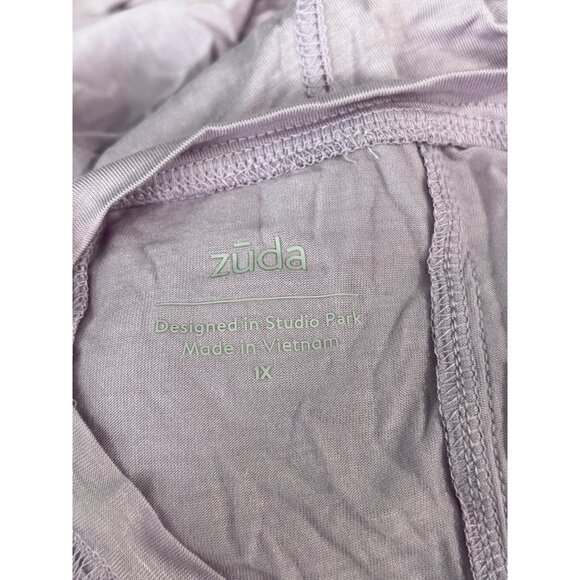 zūda
Designed in Studio Park
Made in Vietnam
1X